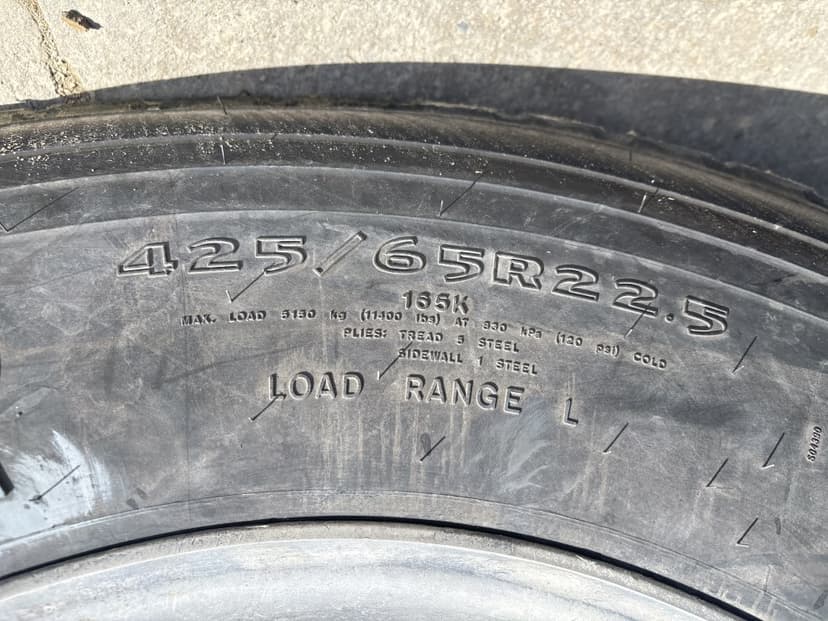 425/65R22.5
165K
MAX. LOAD 5150 kg (11400 lbs) AT 830 kPa (120 psi) COLD
PLIES: TREAD 5 STEEL
SIDEWALL 1 STEEL
LOAD RANGE L
804390